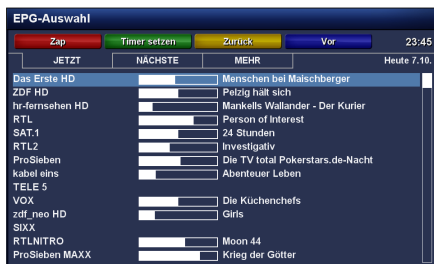 EPG-Auswahl
Zap Timer setzen Zurück Vor 23:45
JETZT NÄCHSTE MEHR Heute 7.10.
Das Erste HD Menschen bei Maischberger
ZDF HD Pelzig hält sich
hr-fernsehen HD Mankells Wallander - Der Kurier
RTL Person of Interest
SAT.1 24 Stunden
RTL2 Investigativ
ProSieben Die TV total Pokerstars.de-Nacht
kabel eins Abenteuer Leben
TELE 5
VOX Die Küchenchefs
zdf_neo HD Girls
SIXX
RTLNITRO Moon 44
ProSieben MAXX Krieg der Götter